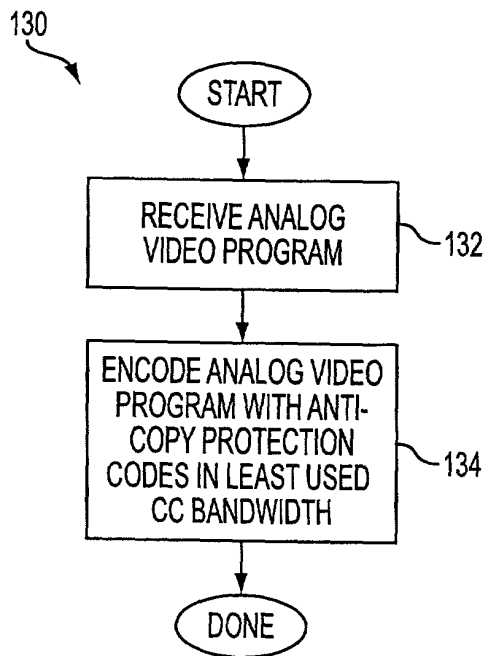 130
START
RECEIVE ANALOG
VIDEO PROGRAM
132
ENCODE ANALOG VIDEO
PROGRAM WITH ANTI-
COPY PROTECTION
CODES IN LEAST USED
CC BANDWIDTH
134
DONE